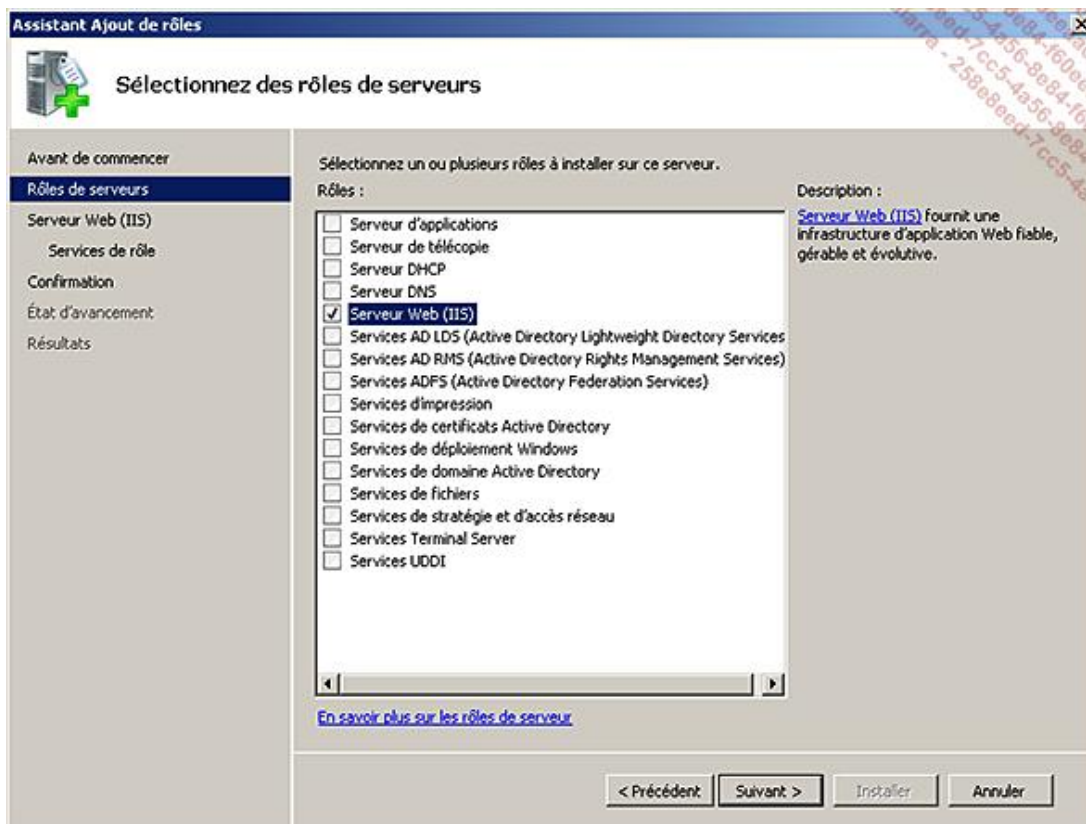 Assistant Ajout de rôles
Sélectionnez des rôles de serveurs
Avant de commencer
Rôles de serveurs
Serveur Web (IIS)
Services de rôle
Confirmation
État d'avancement
Résultats
Sélectionnez un ou plusieurs rôles à installer sur ce serveur.
Rôles :
Serveur d'applications
Serveur de télécopie
Serveur DHCP
Serveur DNS
Serveur Web (IIS)
Services AD LDS (Active Directory Lightweight Directory Services
Services AD RMS (Active Directory Rights Management Services)
Services ADFS (Active Directory Federation Services)
Services d'impression
Services de certificats Active Directory
Services de déploiement Windows
Services de domaine Active Directory
Services de fichiers
Services de stratégie et d'accès réseau
Services Terminal Server
Services UDDI
En savoir plus sur les rôles de serveur
Description :
Serveur Web (IIS) fournit une
infrastructure d'application Web fiable,
gérable et évolutive.
< Précédent
Suivant >
Installer
Annuler